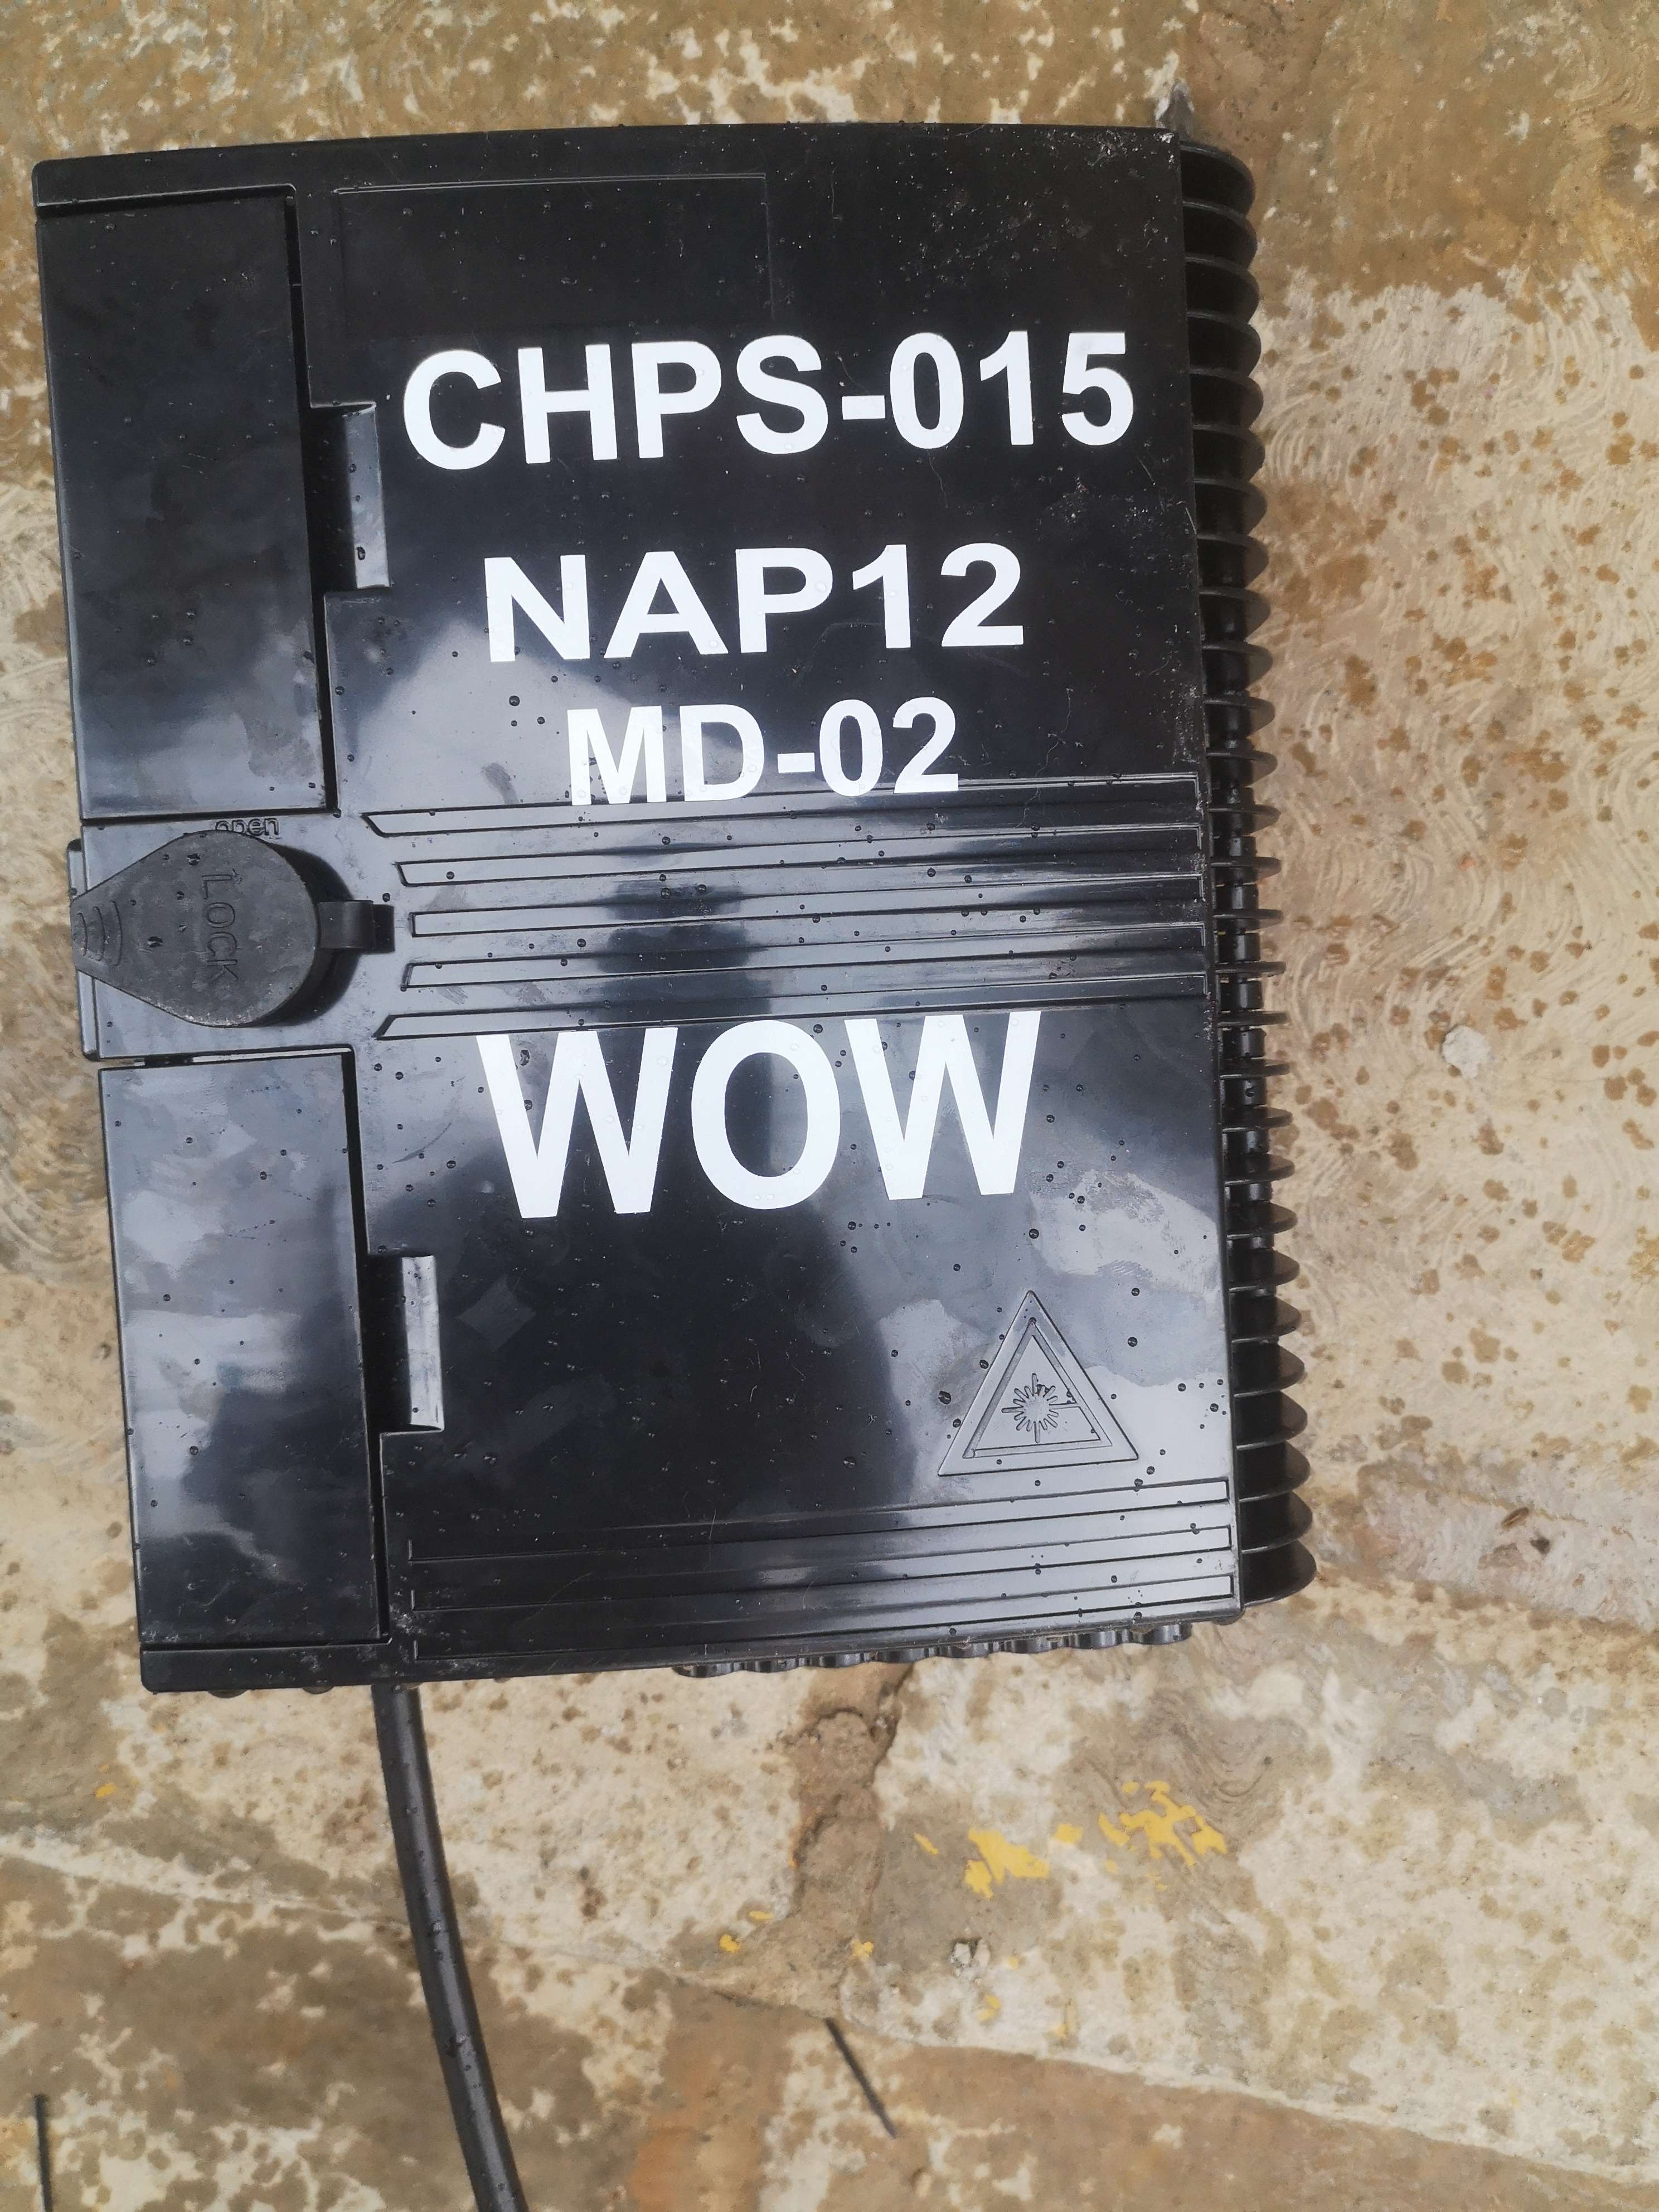 CHPS-015
NAP12
MD-02
open
LOCK
WOW